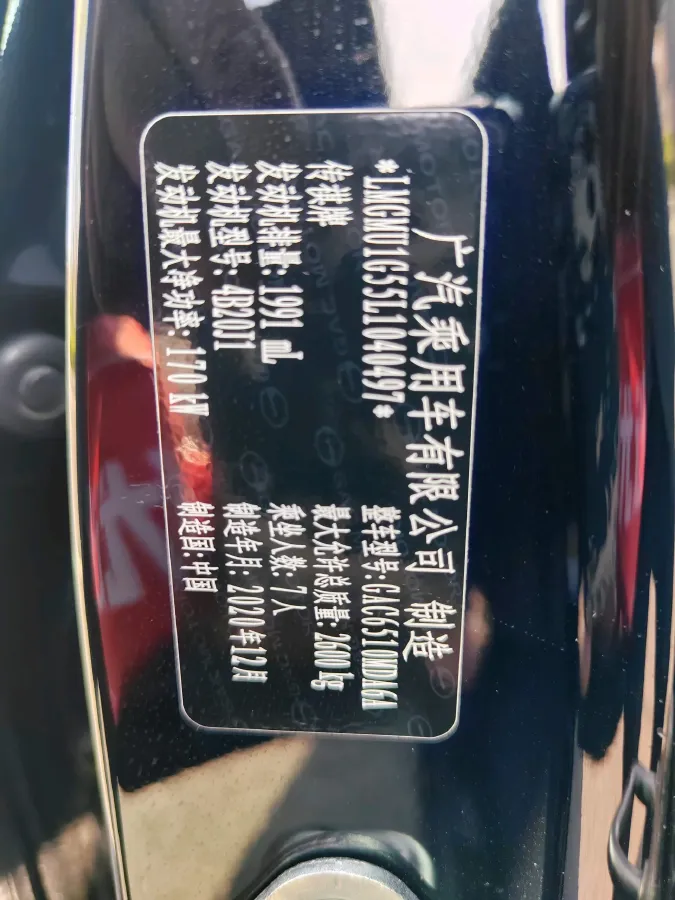 广汽乘用车有限公司 制造
*LMGMU1G55L1040497*
整车型号:GAC6510MDA6A
传祺牌
最大允许总质量:2600 kg
发动机排量:1991 mL
乘坐人数:7人
发动机型号:4B20J1
制造年月:2020年12月
发动机最大净功率:170 kW
制造国:中国